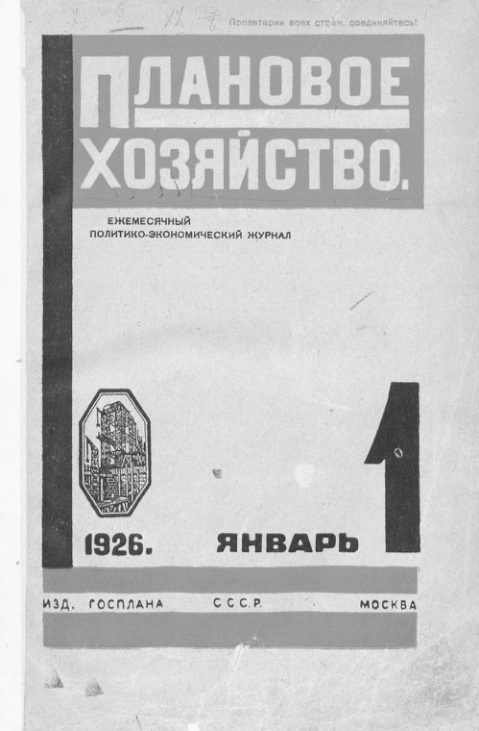 Пролетарии всех стран, соединяйтесь!
ПЛАНОВОЕ
ХОЗЯЙСТВО.
ЕЖЕМЕСЯЧНЫЙ
ПОЛИТИКО-ЭКОНОМИЧЕСКИЙ ЖУРНАЛ
1
1926. ЯНВАРЬ
ИЗД. ГОСПЛАНА С С С.Р. МОСКВА